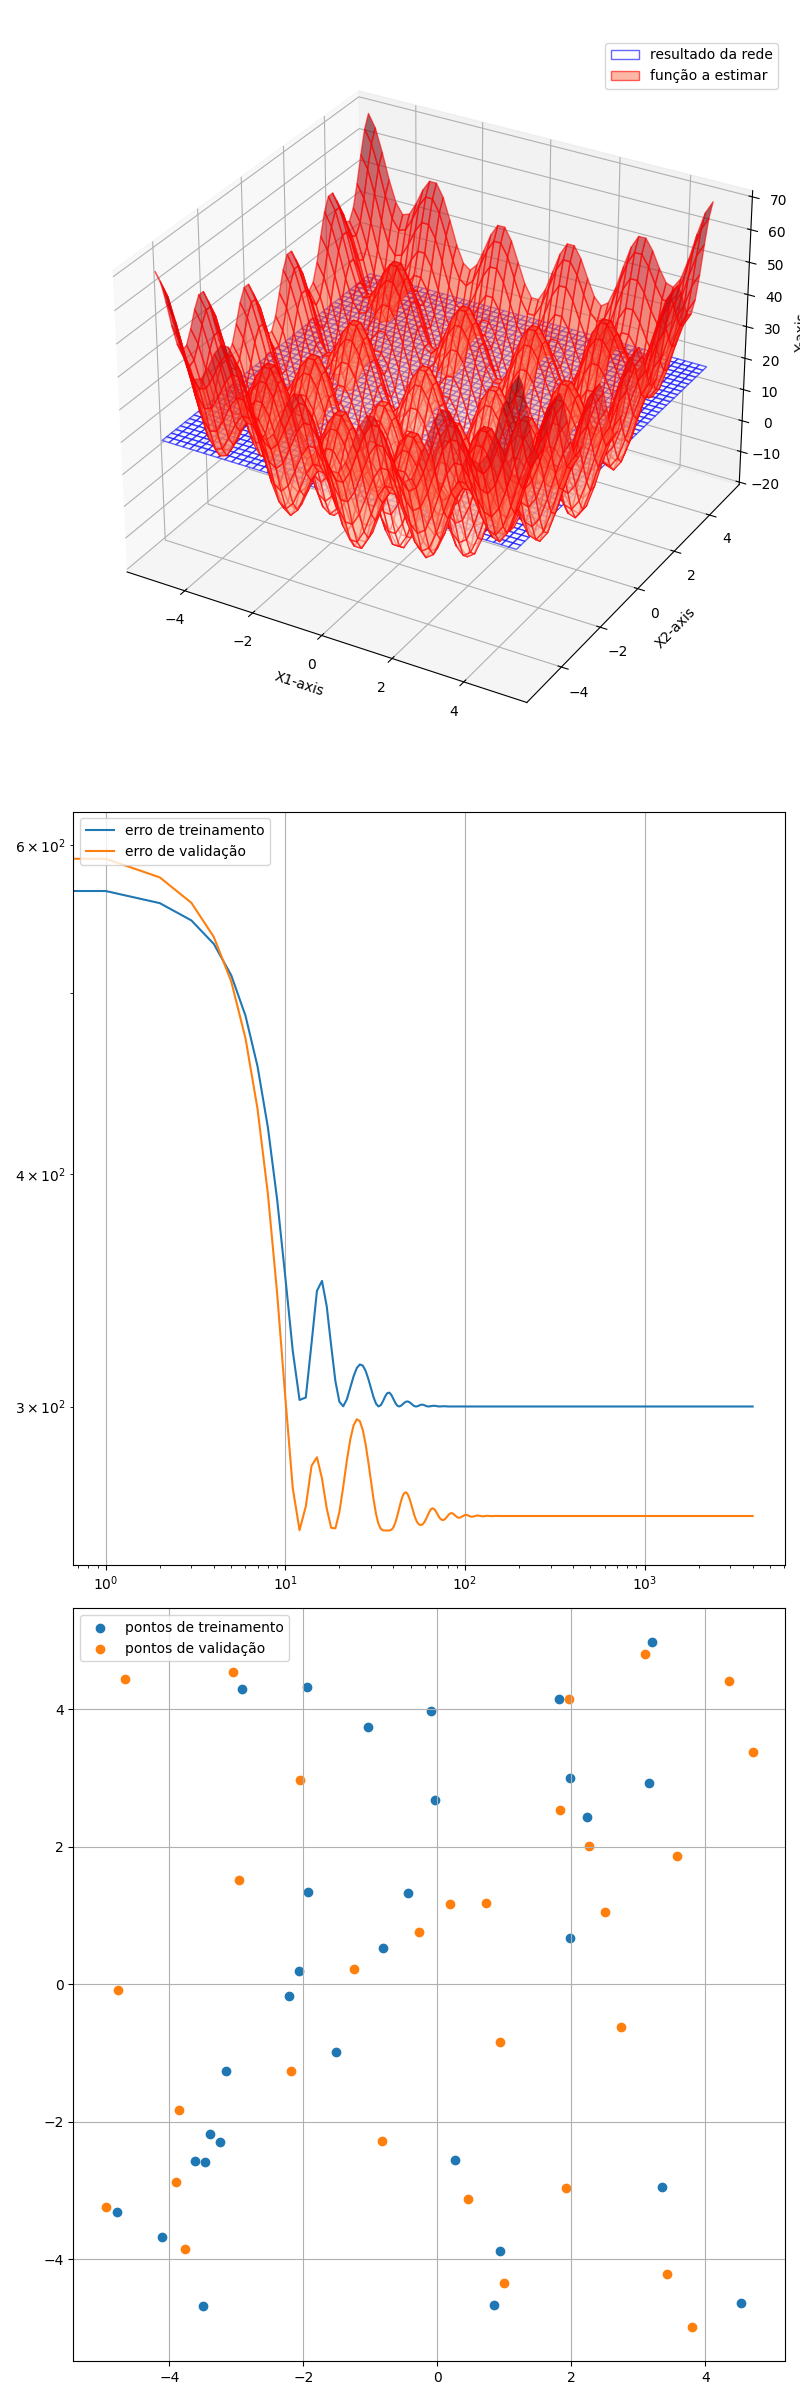 resultado da rede
função a estimar
70
60
50
40
30
20
10
0
−10
−20
4
2
0
−2
−4
X2-axis
−4
−2
0
2
4
X1-axis
erro de treinamento
erro de validação
6 × 10²
4 × 10²
3 × 10²
10⁰ 10¹ 10² 10³
pontos de treinamento
pontos de validação
4
2
0
−2
−4
−4 −2 0 2 4